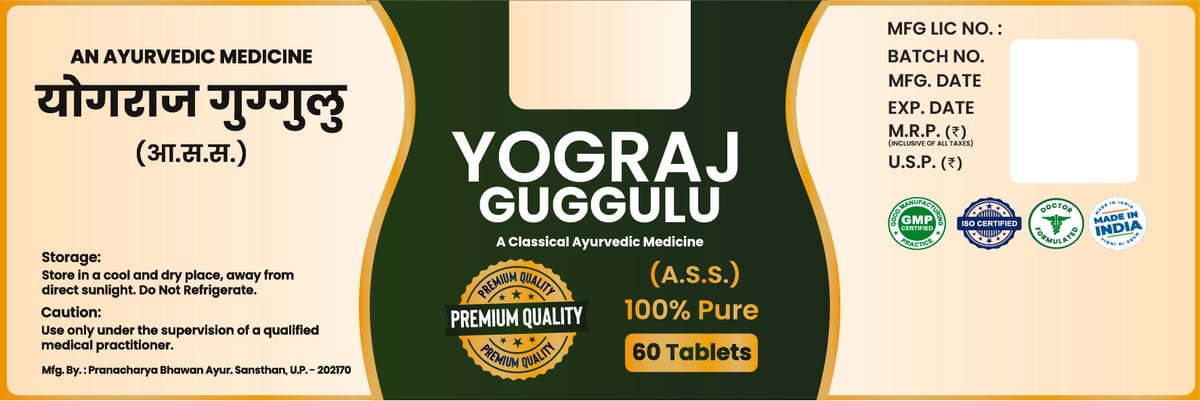 AN AYURVEDIC MEDICINE
योगराज गुग्गुलु
(आ.स.स.)
Storage:
Store in a cool and dry place, away from
direct sunlight. Do Not Refrigerate.
Caution:
Use only under the supervision of a qualified
medical practitioner.
Mfg. By. : Pranacharya Bhawan Ayur. Sansthan, U.P. - 202170
YOGRAJ
GUGGULU
A Classical Ayurvedic Medicine
PREMIUM QUALITY
PREMIUM QUALITY
PREMIUM QUALITY
(A.S.S.)
100% Pure
60 Tablets
MFG LIC NO. :
BATCH NO.
MFG. DATE
EXP. DATE
M.R.P. (₹)
(INCLUSIVE OF ALL TAXES)
U.S.P. (₹)
GOOD MANUFACTURING
GMP
CERTIFIED
PRACTICE
ISO CERTIFIED
DOCTOR
FORMULATED
MADE IN INDIA
MADE IN
INDIA